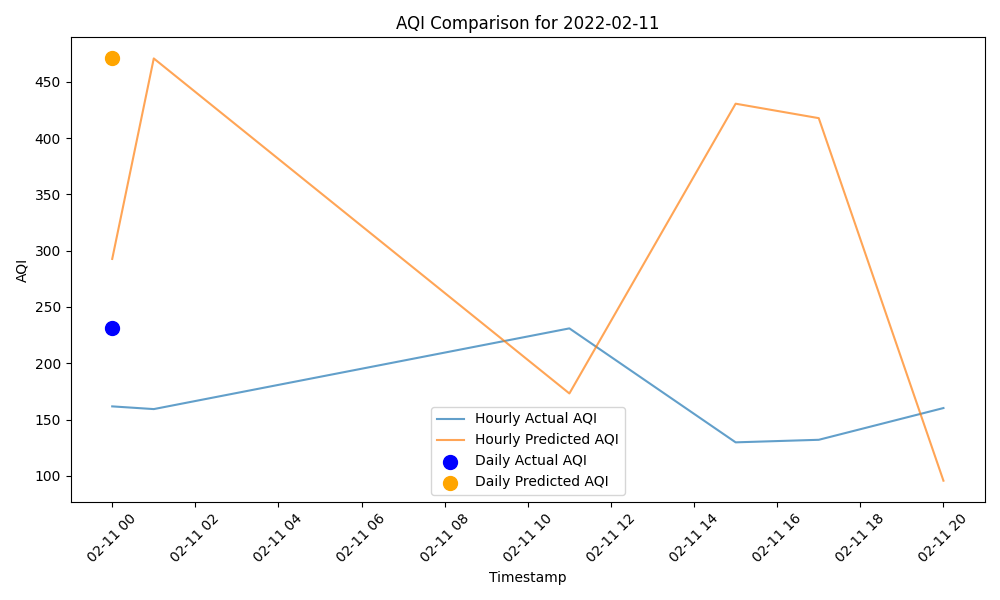 AQI Comparison for 2022-02-11
AQI
450
400
350
300
250
200
150
100
Hourly Actual AQI
Hourly Predicted AQI
Daily Actual AQI
Daily Predicted AQI
02-11 00
02-11 02
02-11 04
02-11 06
02-11 08
02-11 10
02-11 12
02-11 14
02-11 16
02-11 18
02-11 20
Timestamp